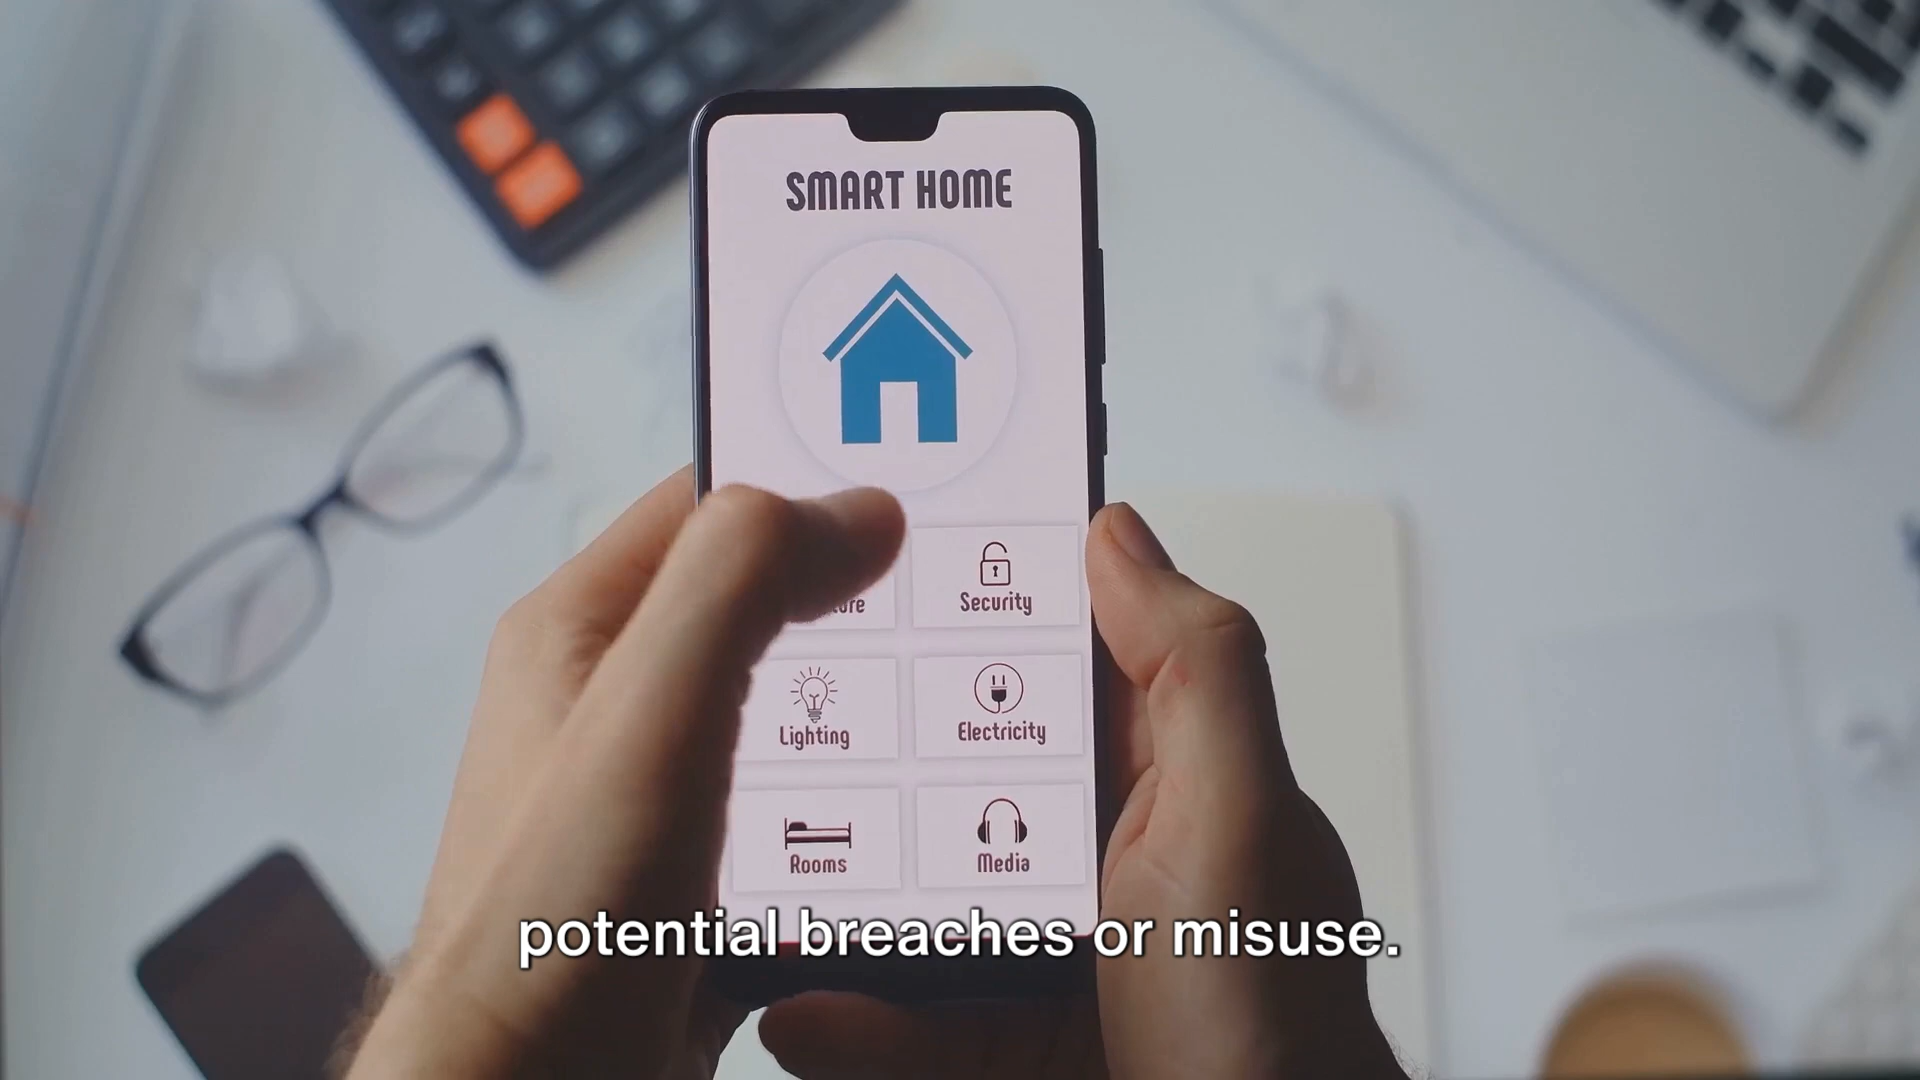 SMART HOME
Security
Lighting
Electricity
Rooms
Media
potential breaches or misuse.